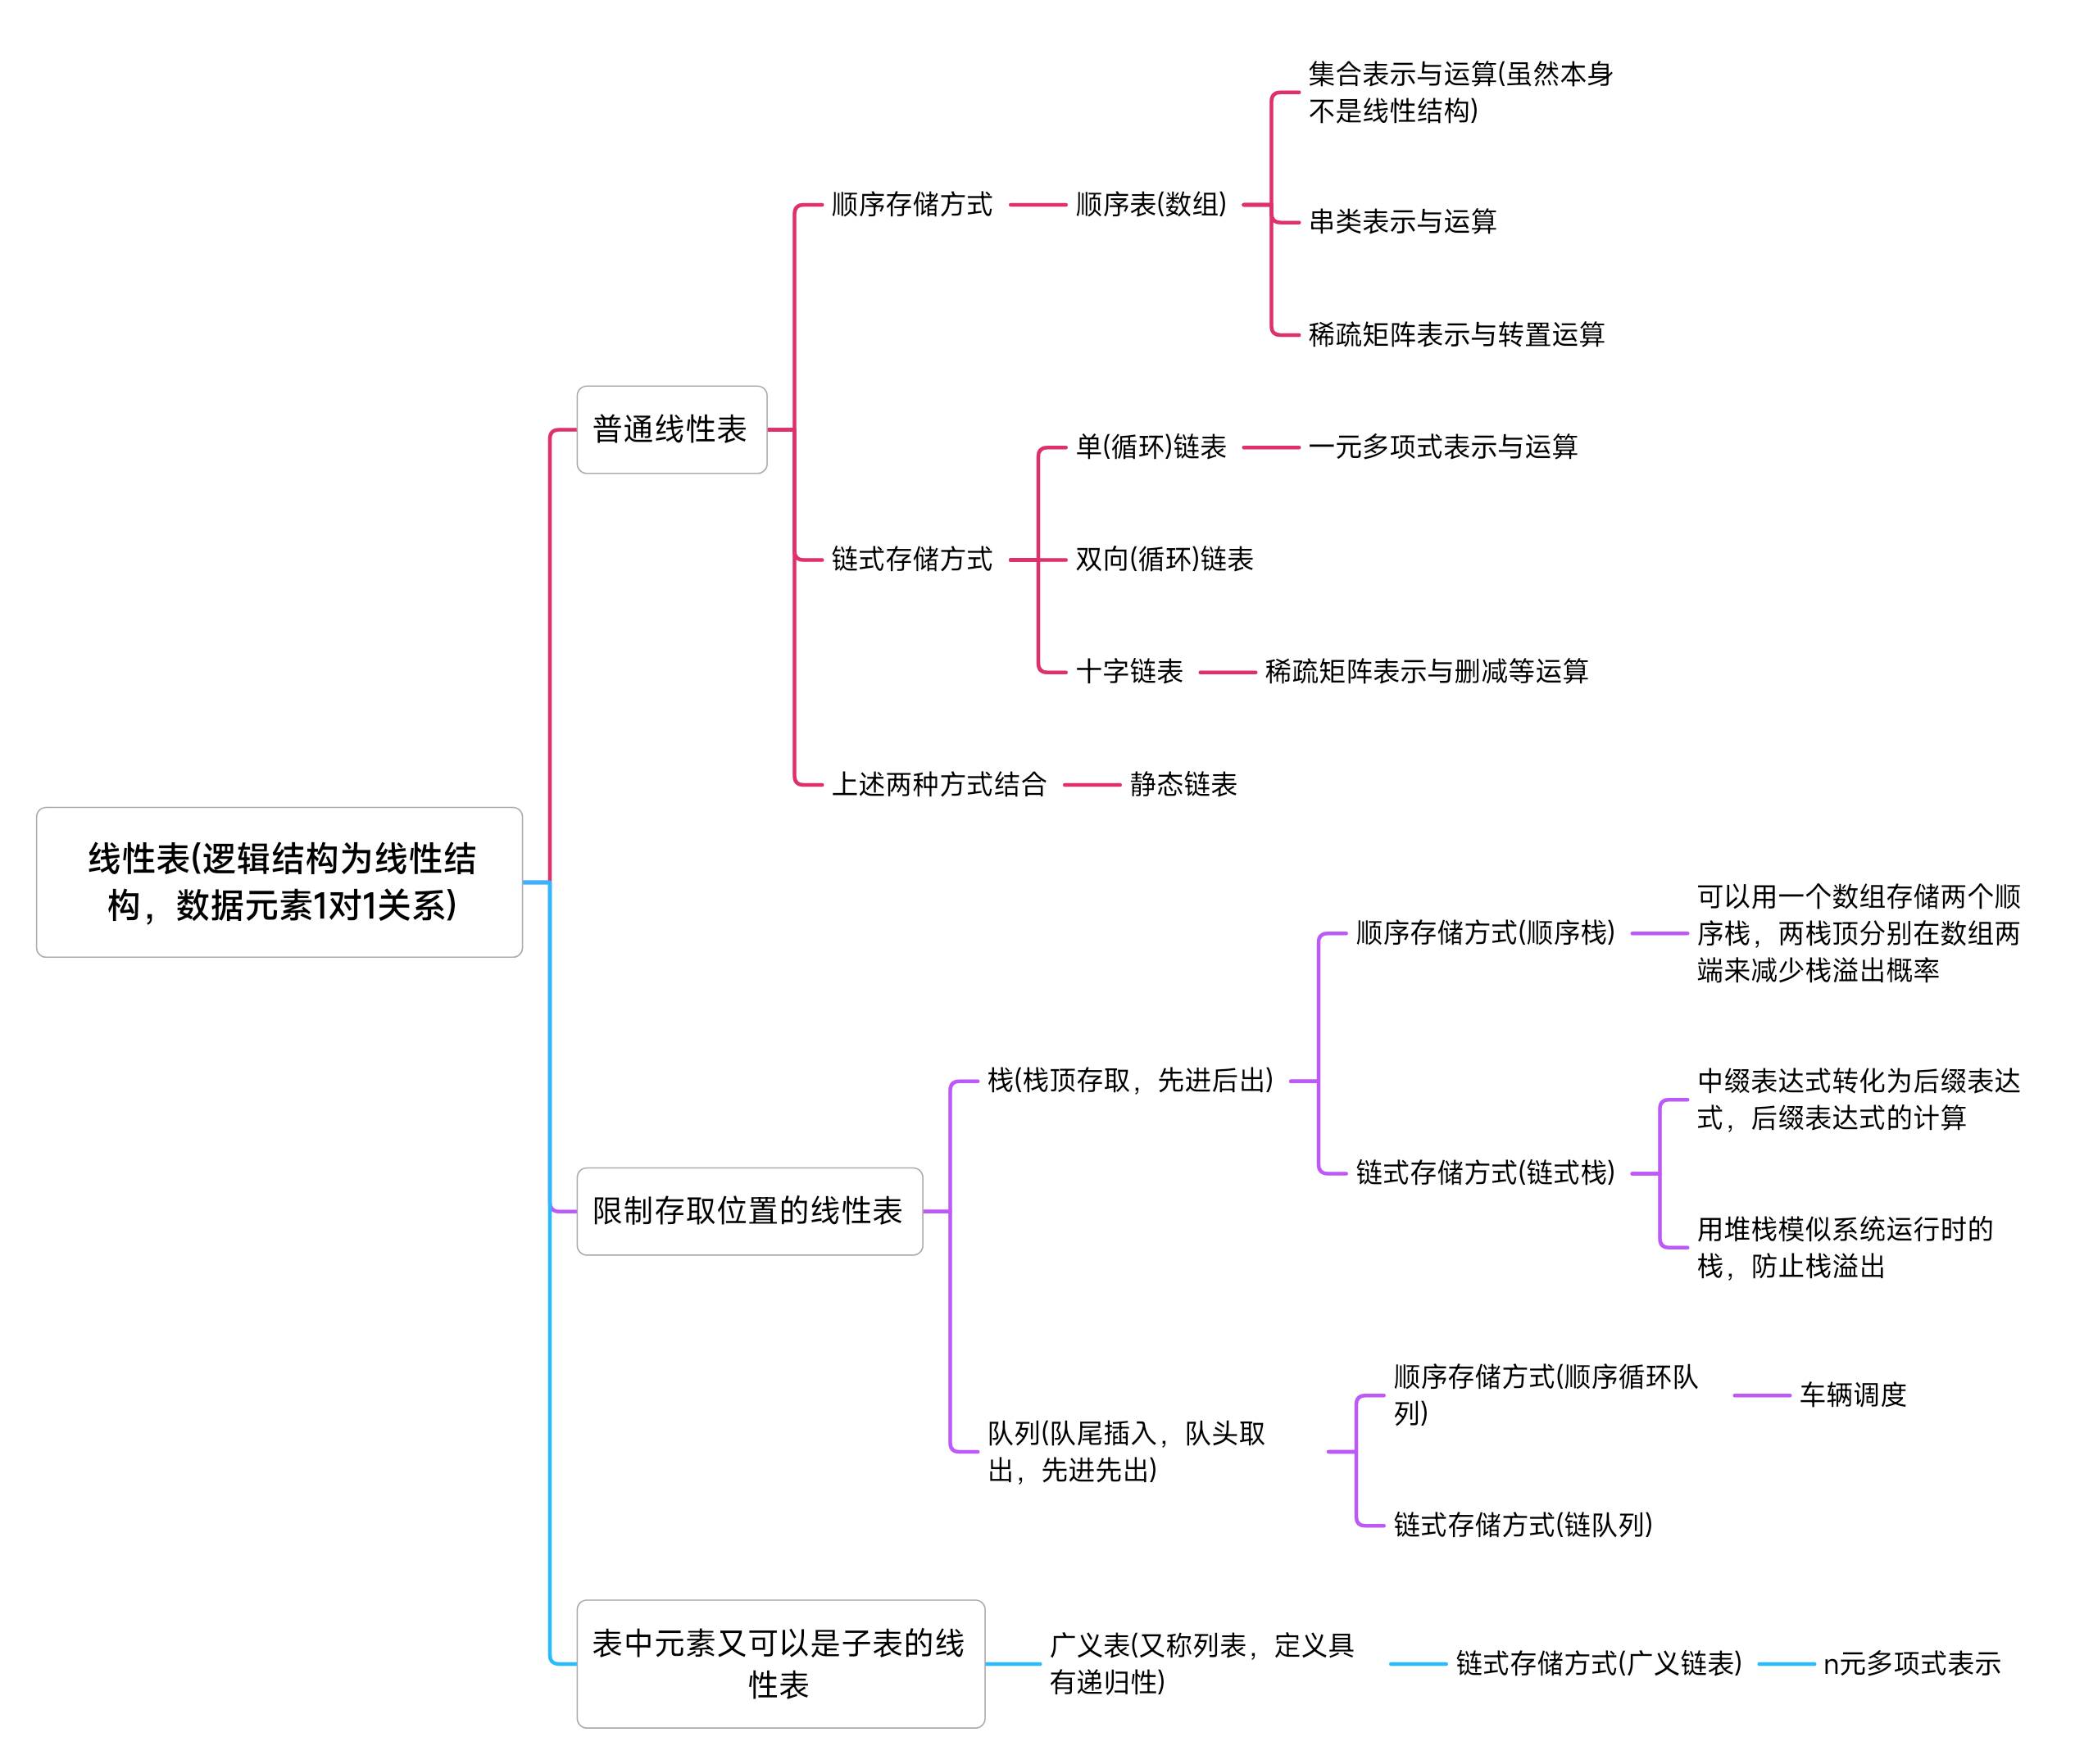 线性表(逻辑结构为线性结
构，数据元素1对1关系)
普通线性表
顺序存储方式
顺序表(数组)
集合表示与运算(虽然本身
不是线性结构)
串类表示与运算
稀疏矩阵表示与转置运算
链式存储方式
单(循环)链表
一元多项式表示与运算
双向(循环)链表
十字链表
稀疏矩阵表示与删减等运算
上述两种方式结合
静态链表
限制存取位置的线性表
栈(栈顶存取，先进后出)
顺序存储方式(顺序栈)
可以用一个数组存储两个顺
序栈，两栈顶分别在数组两
端来减少栈溢出概率
链式存储方式(链式栈)
中缀表达式转化为后缀表达
式，后缀表达式的计算
用堆栈模似系统运行时的
栈，防止栈溢出
队列(队尾插入，队头取
出，先进先出)
顺序存储方式(顺序循环队
列)
车辆调度
链式存储方式(链队列)
表中元素又可以是子表的线
性表
广义表(又称列表，定义具
有递归性)
链式存储方式(广义链表)
n元多项式表示